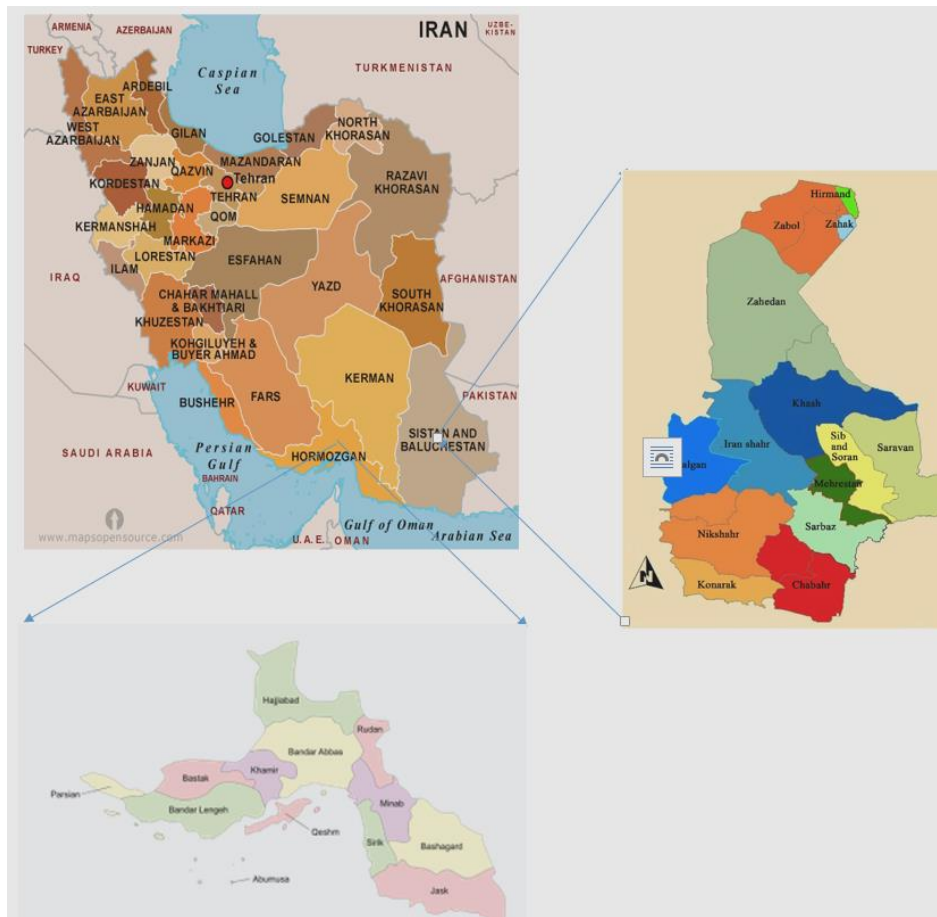 IRAN
ARMENIA
AZERBAIJAN
UZBE-
KISTAN
TURKEY
Caspian
Sea
TURKMENISTAN
ARDEBIL
EAST
AZARBAIJAN
WEST
AZARBAIJAN
GILAN
GOLESTAN
NORTH
KHORASAN
ZANJAN
QAZVIN
MAZANDARAN
Tehran
TEHRAN
RAZAVI
KHORASAN
KORDESTAN
HAMADAN
QOM
SEMNAN
KERMANSHAH
MARKAZI
LORESTAN
ILAM
ESFAHAN
IRAQ
YAZD
SOUTH
KHORASAN
AFGHANISTAN
CHAHAR MAHALL
& BAKHTIARI
KHUZESTAN
KOHGILUYEH &
BUYER AHMAD
KERMAN
KUWAIT
BUSHEHR
FARS
PAKISTAN
SAUDI ARABIA
Persian
Gulf
SISTAN AND
BALUCHESTAN
HORMOZGAN
BAHRAIN
QATAR
Gulf of Oman
U.A.E.
OMAN
Arabian Sea
www.mapsopensource.com
Hirmand
Zabol
Zahak
Zahedan
Khash
Iran shahr
Sib
and
Soran
Saravan
algan
Mehrestan
Nikshahr
Sarbaz
Konarak
Chabahr
N
Hajjiabad
Rudan
Bandar Abbas
Khamir
Bastak
Parsian
Bandar Lengeh
Minab
Qeshm
Sirik
Bashagard
Abumusa
Jask